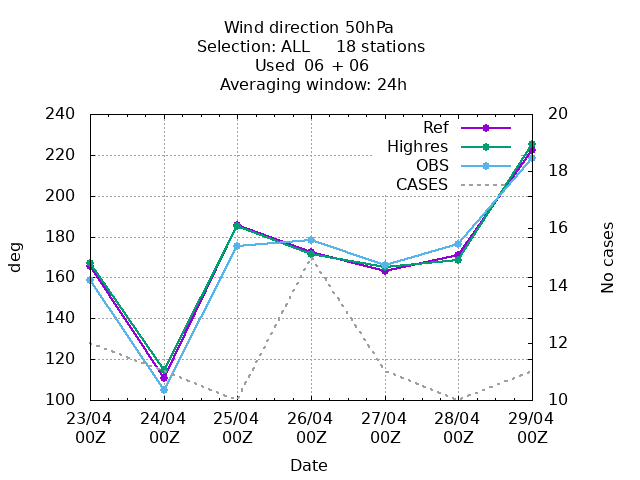 Wind direction 50hPa
Selection: ALL     18 stations
Used  06 + 06
Averaging window: 24h
240
220
200
180
160
140
120
100
deg
20
18
16
14
12
10
No cases
Ref
Highres
OBS
CASES
23/04 24/04 25/04 26/04 27/04 28/04 29/04
00Z 00Z 00Z 00Z 00Z 00Z 00Z
Date